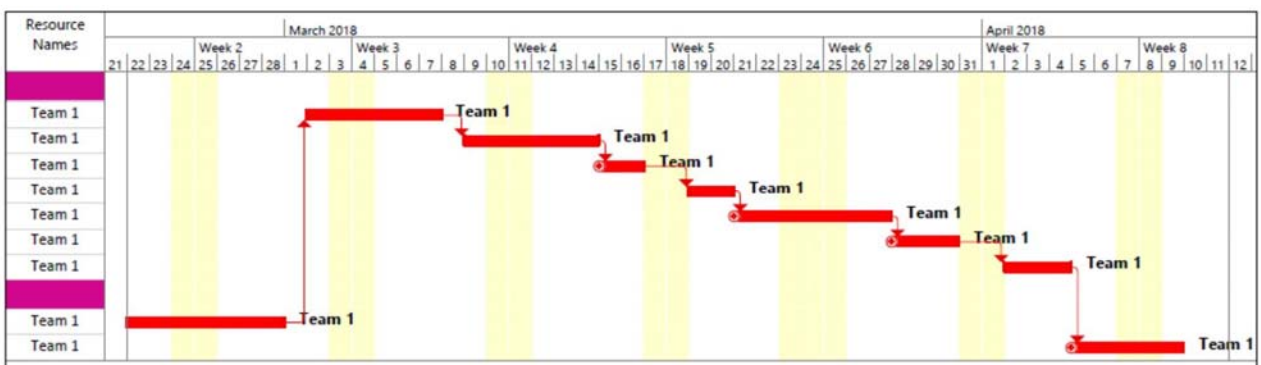 Resource Names
March 2018 April 2018
Week 2 Week 3 Week 4 Week 5 Week 6 Week 7 Week 8
21 22 23 24 25 26 27 28 1 2 3 4 5 6 7 8 9 10 11 12 13 14 15 16 17 18 19 20 21 22 23 24 25 26 27 28 29 30 31 1 2 3 4 5 6 7 8 9 10 11 12
Team 1 Team 1
Team 1 Team 1
Team 1 Team 1
Team 1 Team 1
Team 1 Team 1
Team 1 Team 1
Team 1 Team 1
Team 1 Team 1
Team 1 Team 1